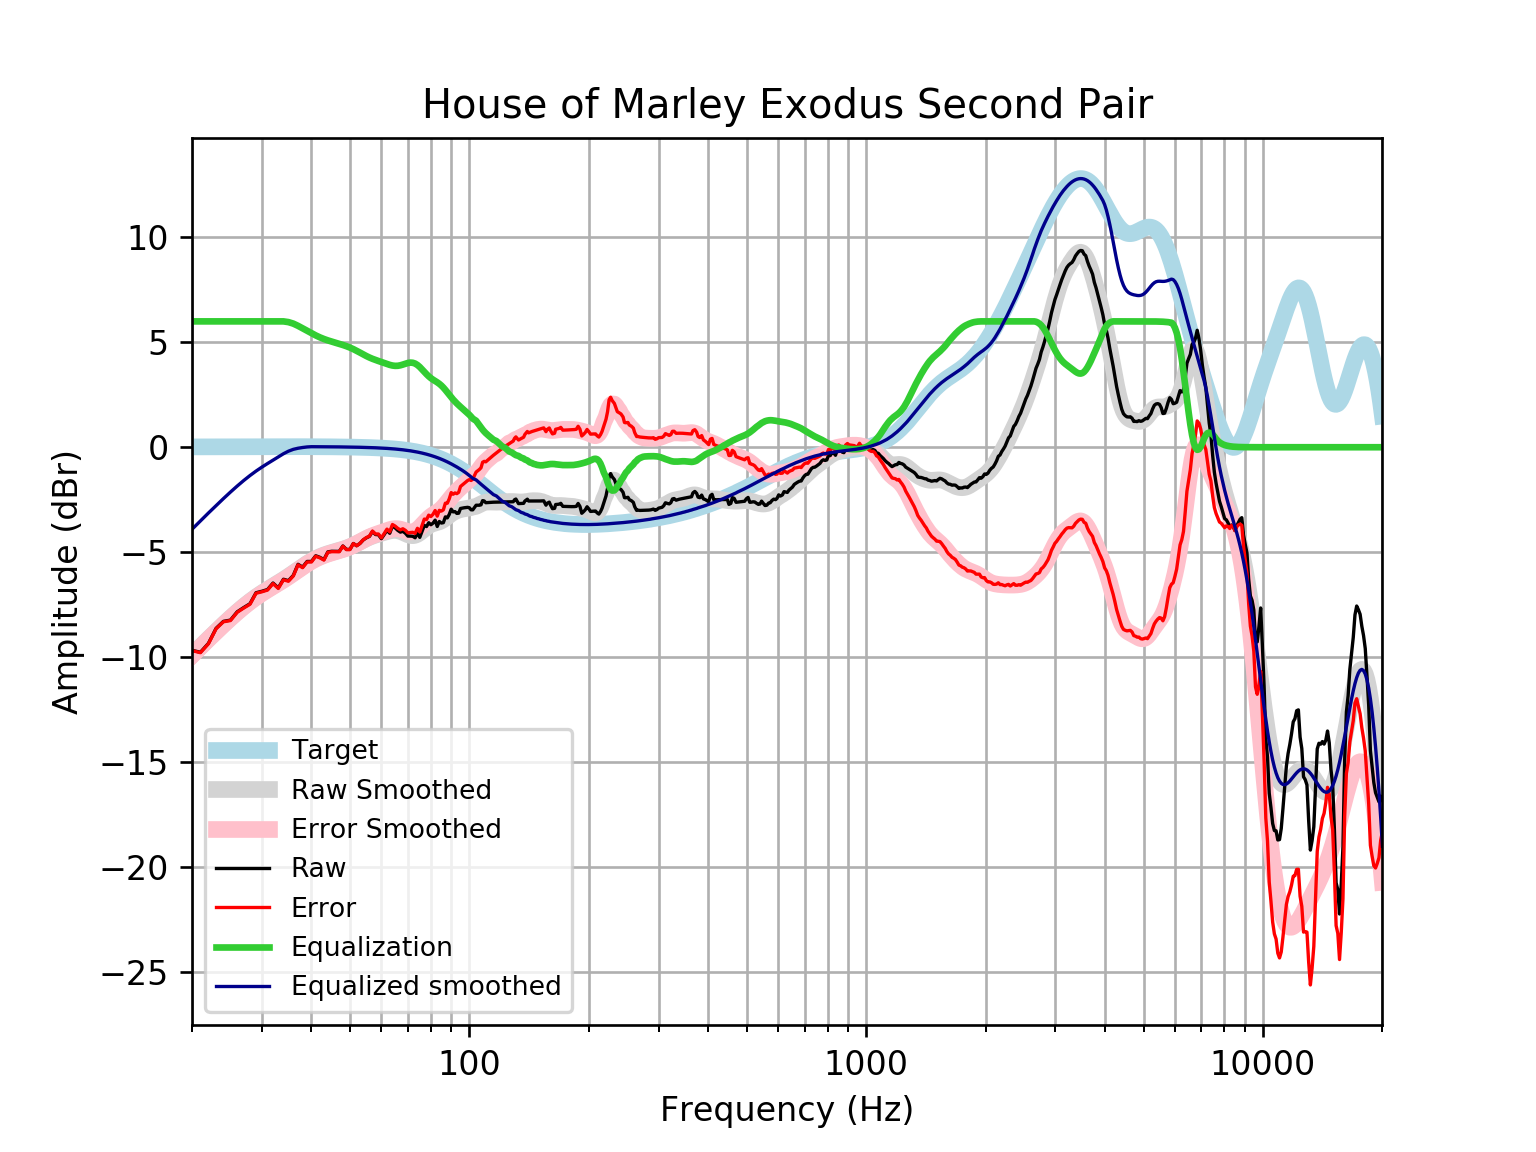 House of Marley Exodus Second Pair
Amplitude (dBr)
10
5
0
−5
−10
−15
−20
−25
Target
Raw Smoothed
Error Smoothed
Raw
Error
Equalization
Equalized smoothed
100
1000
10000
Frequency (Hz)